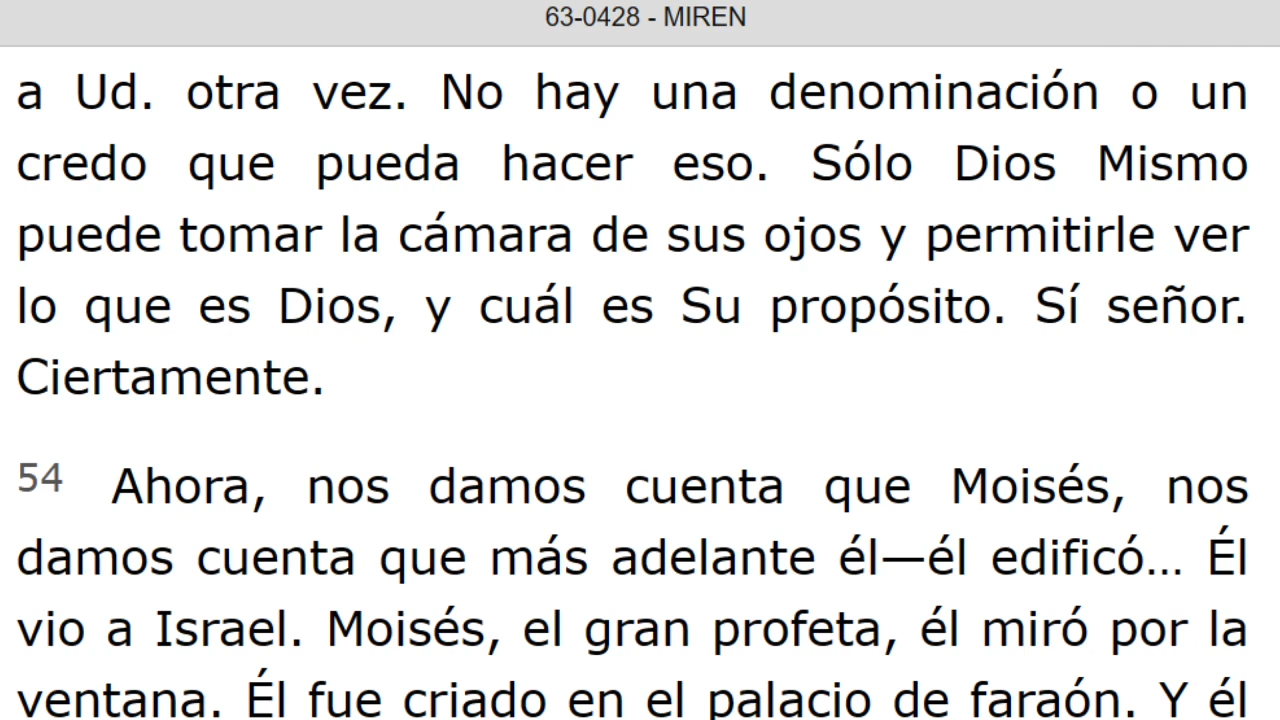 63-0428 - MIREN
a Ud. otra vez. No hay una denominación o un
credo que pueda hacer eso. Sólo Dios Mismo
puede tomar la cámara de sus ojos y permitirle ver
lo que es Dios, y cuál es Su propósito. Sí señor.
Ciertamente.
54 Ahora, nos damos cuenta que Moisés, nos
damos cuenta que más adelante él—él edificó... Él
vio a Israel. Moisés, el gran profeta, él miró por la
ventana. Él fue criado en el palacio de faraón. Y él